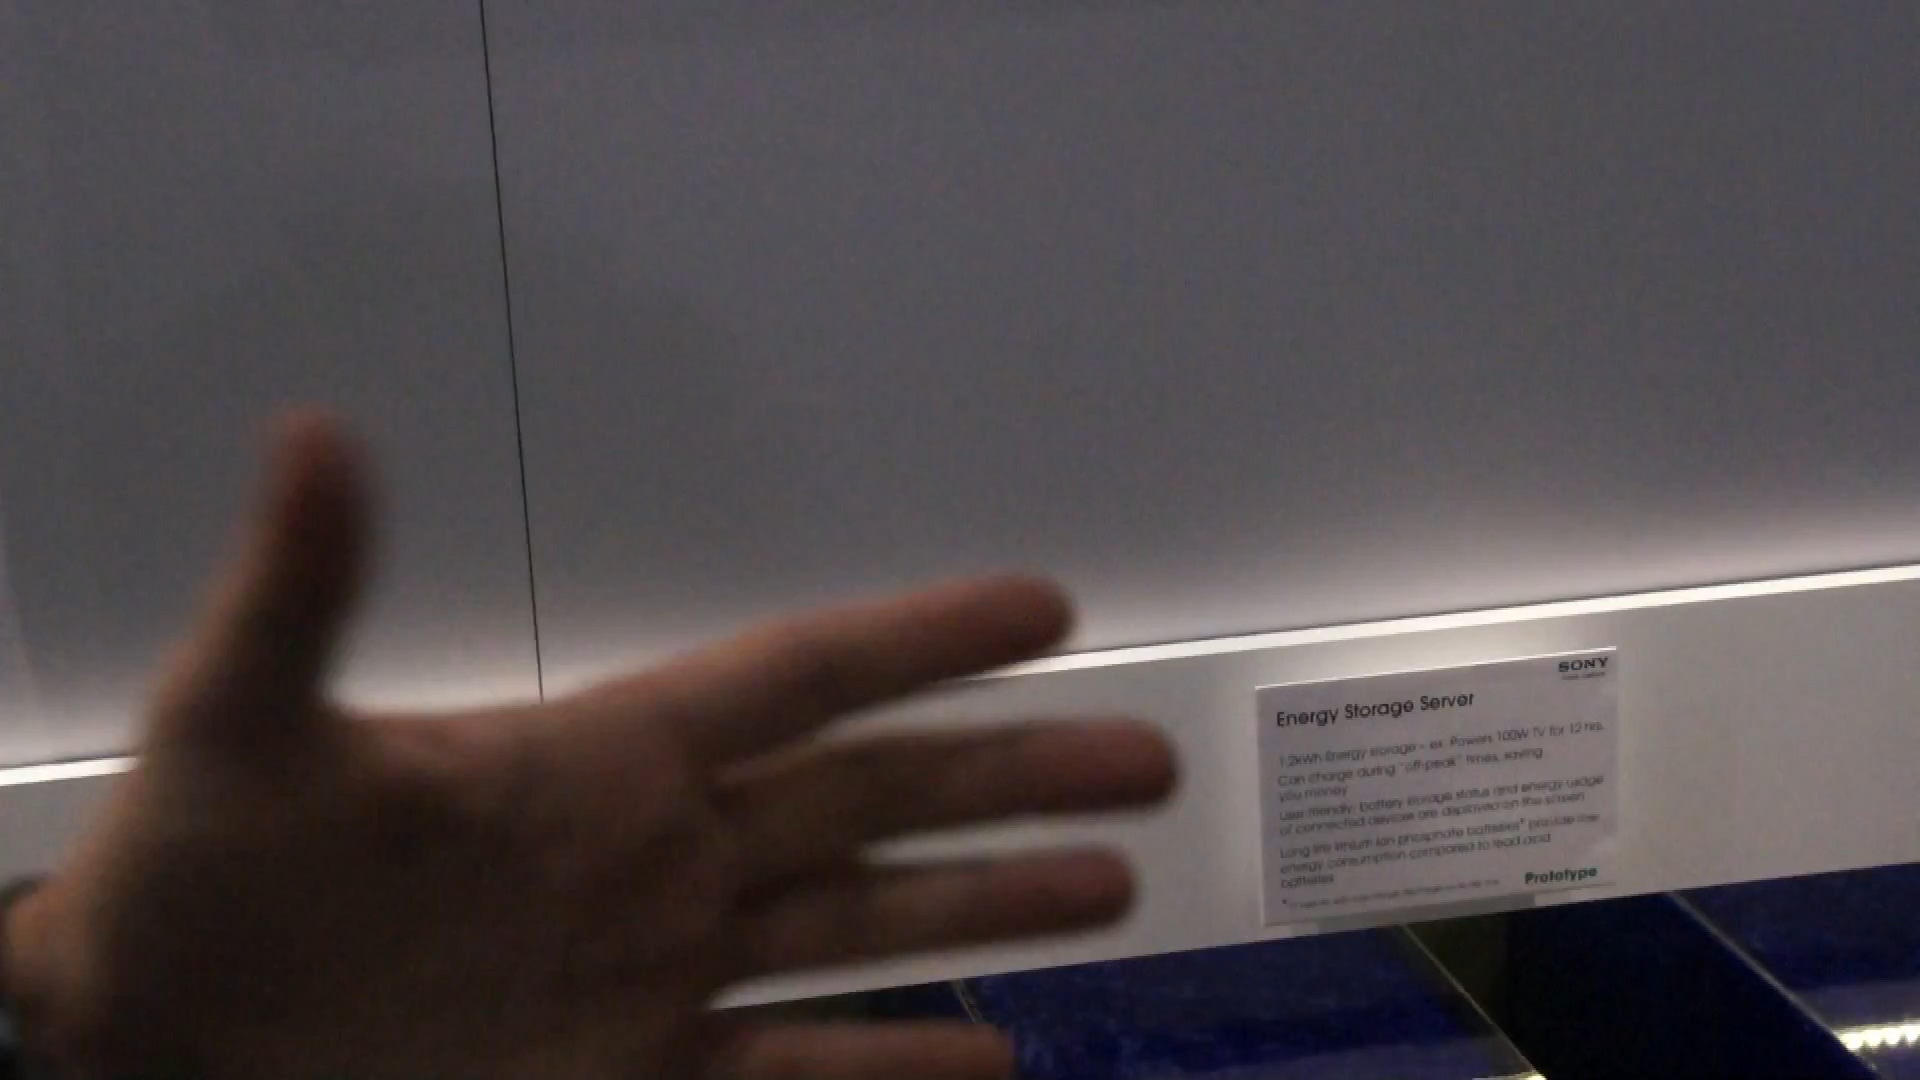 SONY
Energy Storage Server
1.2kWh Energy storage - ex. Powers 100W TV for 12 hrs.
Can charge during "off-peak" times, saving
you money
User friendly: battery storage status and energy usage
of connected devices are displayed on the screen
Long life lithium ion phosphate batteries* provide low
energy consumption compared to lead acid
batteries
Prototype